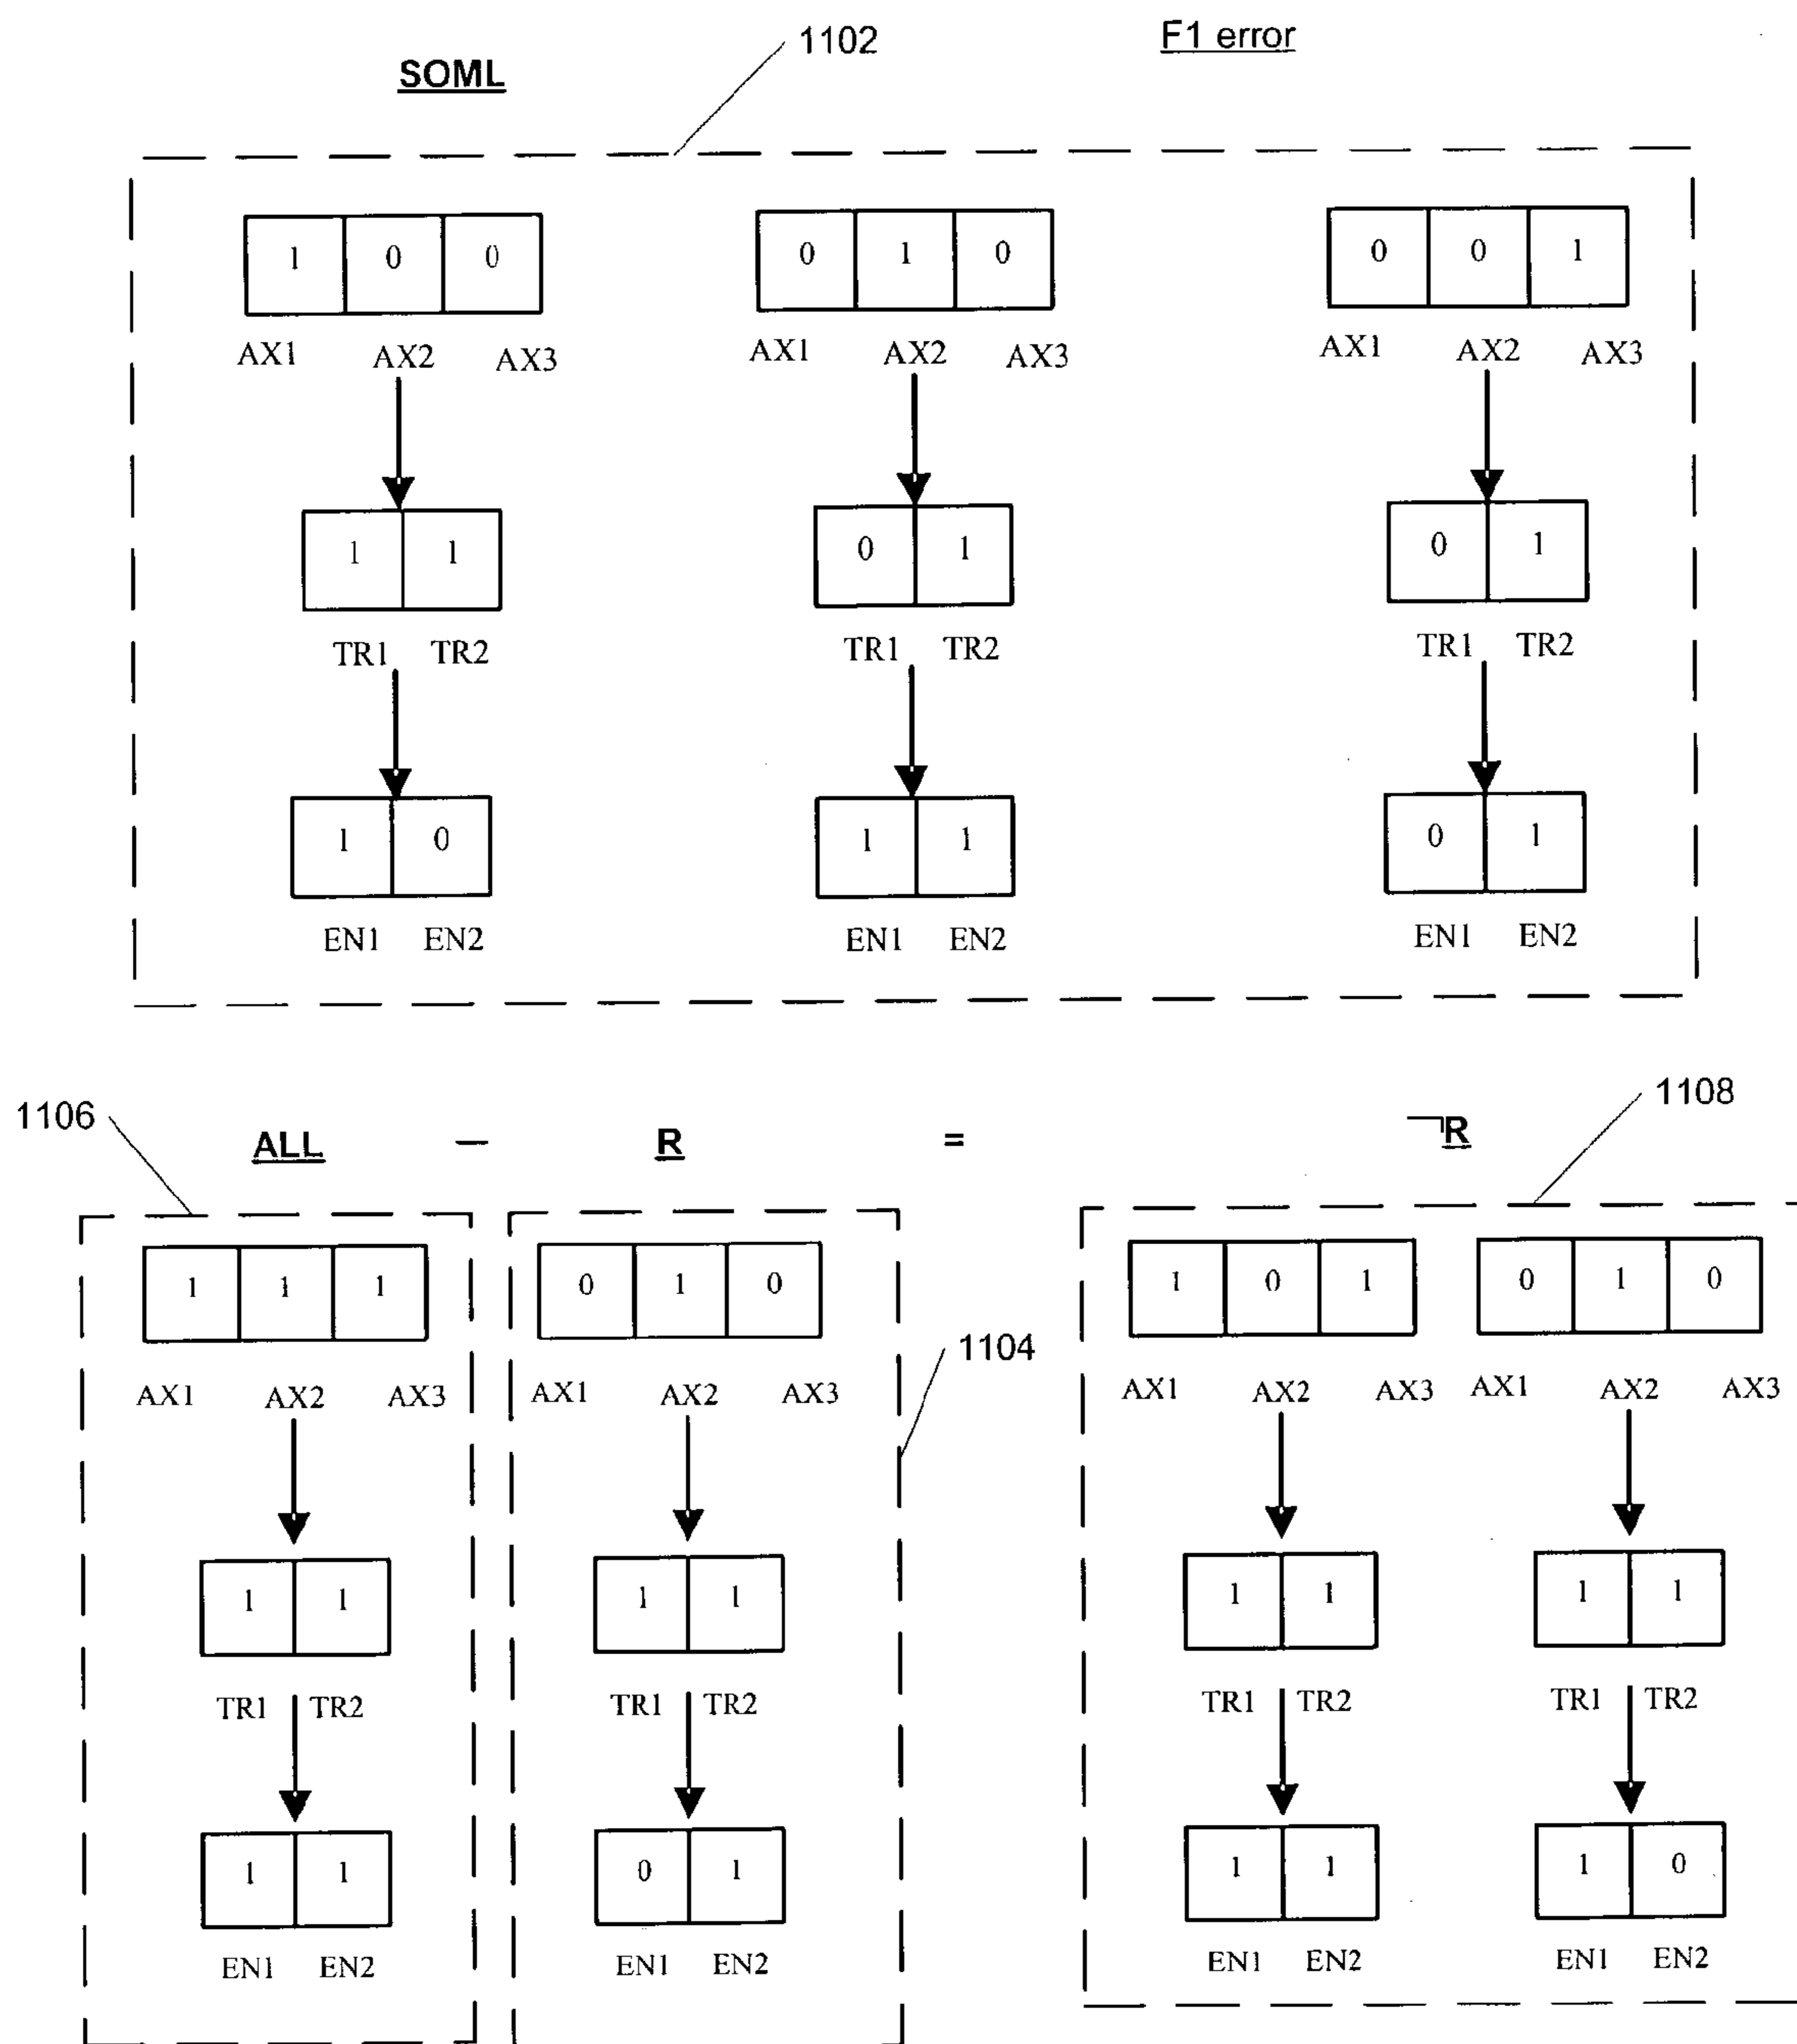 1102
F1 error
SOML
1 0 0 0 1 0 0 0 1
AX1 AX2 AX3 AX1 AX2 AX3 AX1 AX2 AX3
1 1 0 1 0 1
TR1 TR2 TR1 TR2 TR1 TR2
1 0 1 1 0 1
EN1 EN2 EN1 EN2 EN1 EN2
1106 1108
ALL — R = ¬R
1 1 1 0 1 0 1 0 1 0 1 0
1104
AX1 AX2 AX3 AX1 AX2 AX3 AX1 AX2 AX3 AX1 AX2 AX3
1 1 1 1 1 1 1 1
TR1 TR2 TR1 TR2 TR1 TR2 TR1 TR2
1 1 0 1 1 1 1 0
EN1 EN2 EN1 EN2 EN1 EN2 EN1 EN2